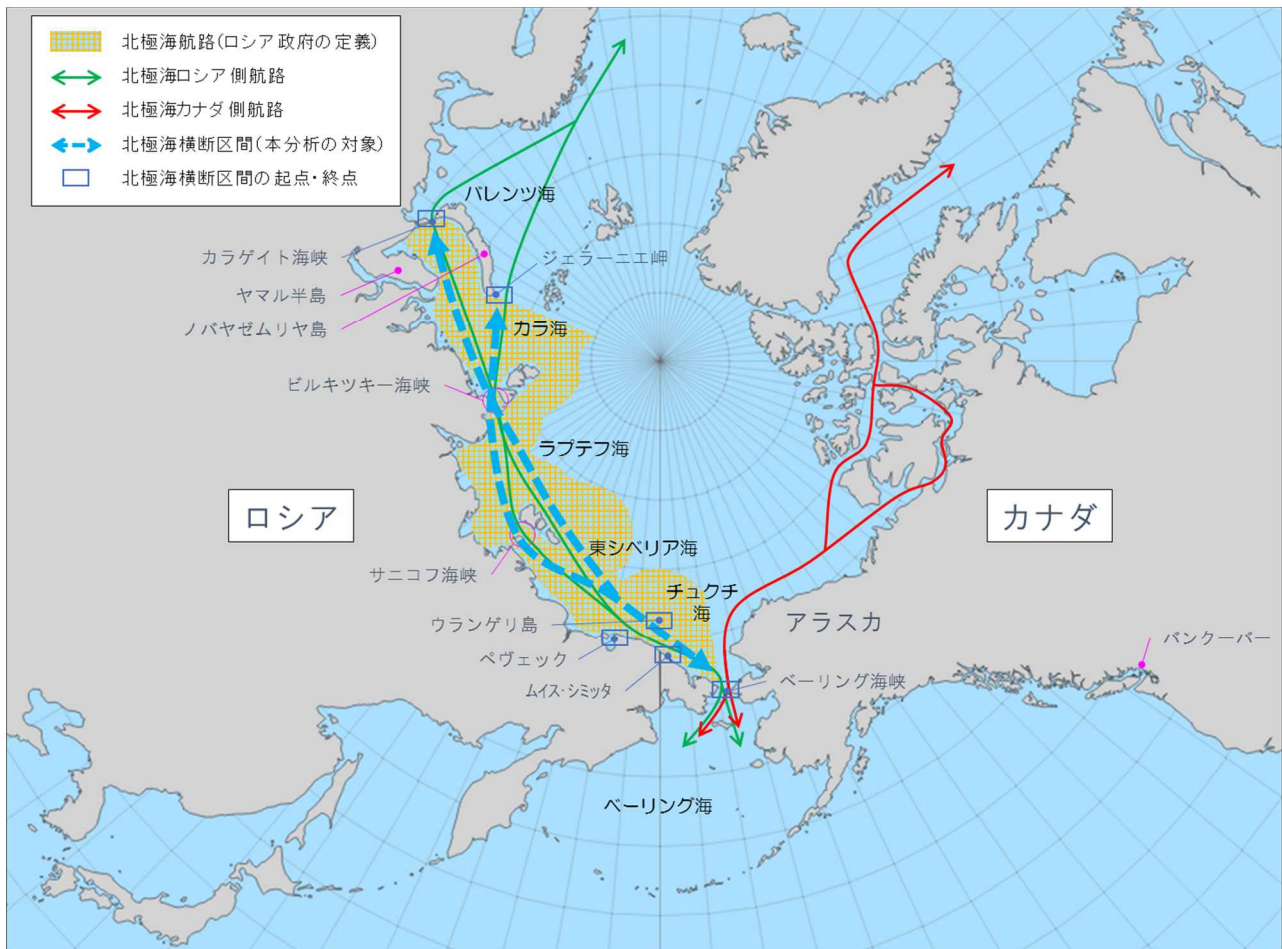 北極海航路(ロシア政府の定義)
北極海ロシア側航路
北極海カナダ側航路
北極海横断区間(本分析の対象)
北極海横断区間の起点・終点
バレンツ海
カラゲイト海峡
ジェラーニエ岬
ヤマル半島
ノバヤゼムリヤ島
カラ海
ビルキツキー海峡
ラプテフ海
ロシア
カナダ
東シベリア海
サニコフ海峡
チュクチ
海
ウランゲリ島
アラスカ
バンクーバー
ペヴェック
ムイス・シミッタ
ベーリング海峡
ベーリング海